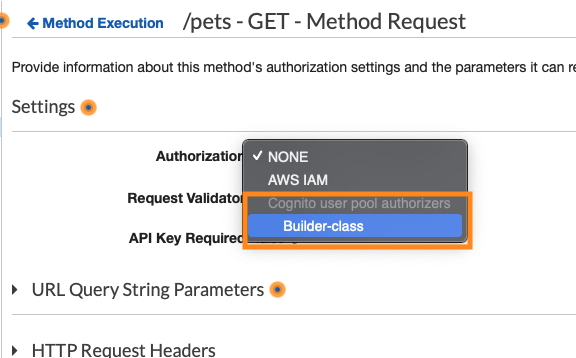 Method Execution /pets - GET - Method Request
Provide information about this method's authorization settings and the parameters it can
Settings
Authorization
NONE
AWS IAM
Request Validator
Cognito user pool authorizers
Builder-class
API Key Required
URL Query String Parameters
HTTP Request Headers